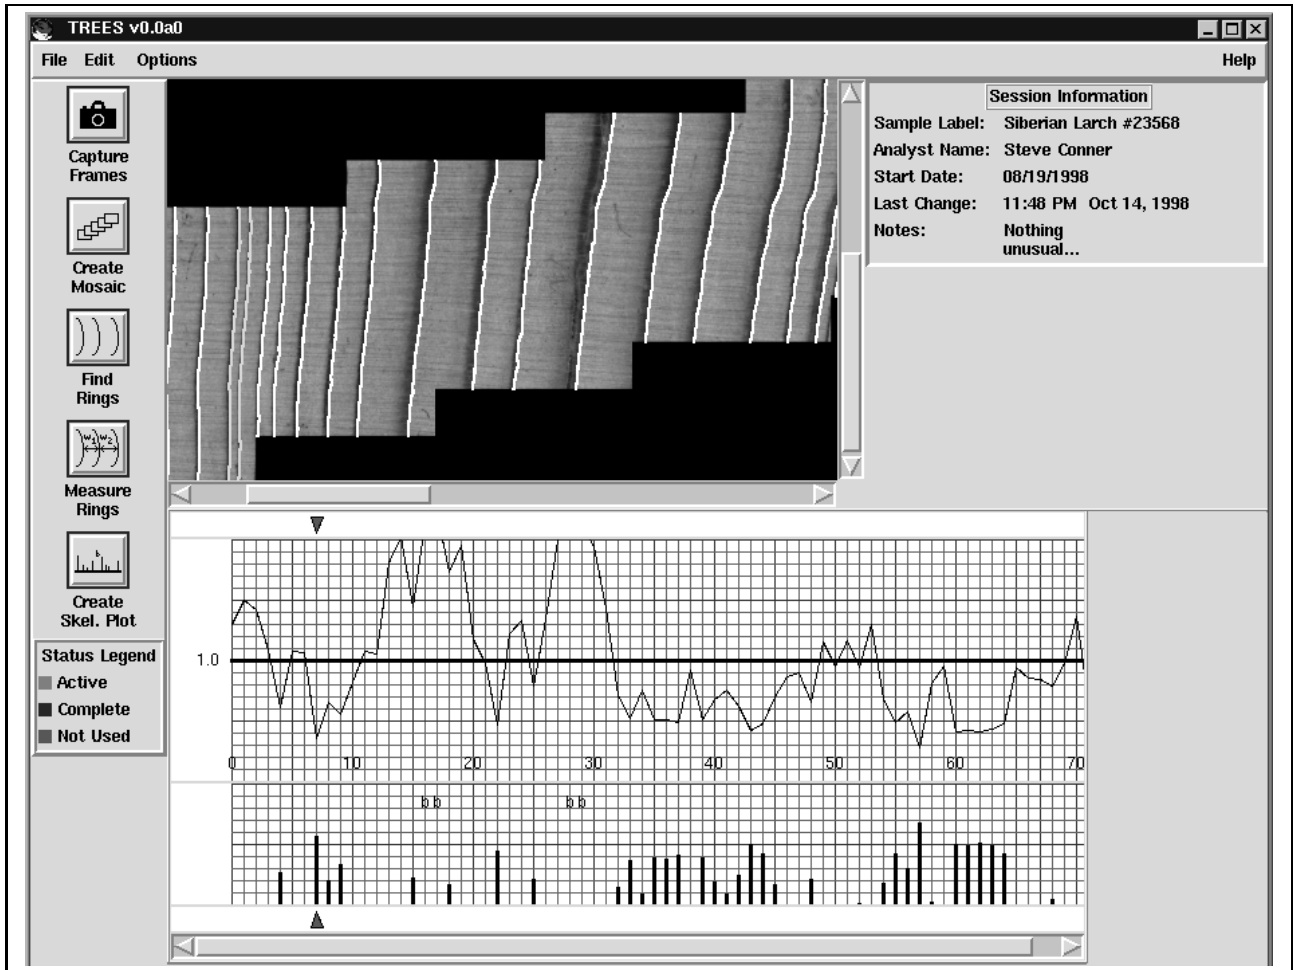 TREES v0.0a0
File Edit Options Help
Capture
Frames
Create
Mosaic
Find
Rings
w1 w2
Measure
Rings
b
Create
Skel. Plot
Status Legend
Active
Complete
Not Used
Session Information
Sample Label: Siberian Larch #23568
Analyst Name: Steve Conner
Start Date: 08/19/1998
Last Change: 11:48 PM Oct 14, 1998
Notes: Nothing
unusual...
1.0
0 10 20 30 40 50 60 70
b b b b